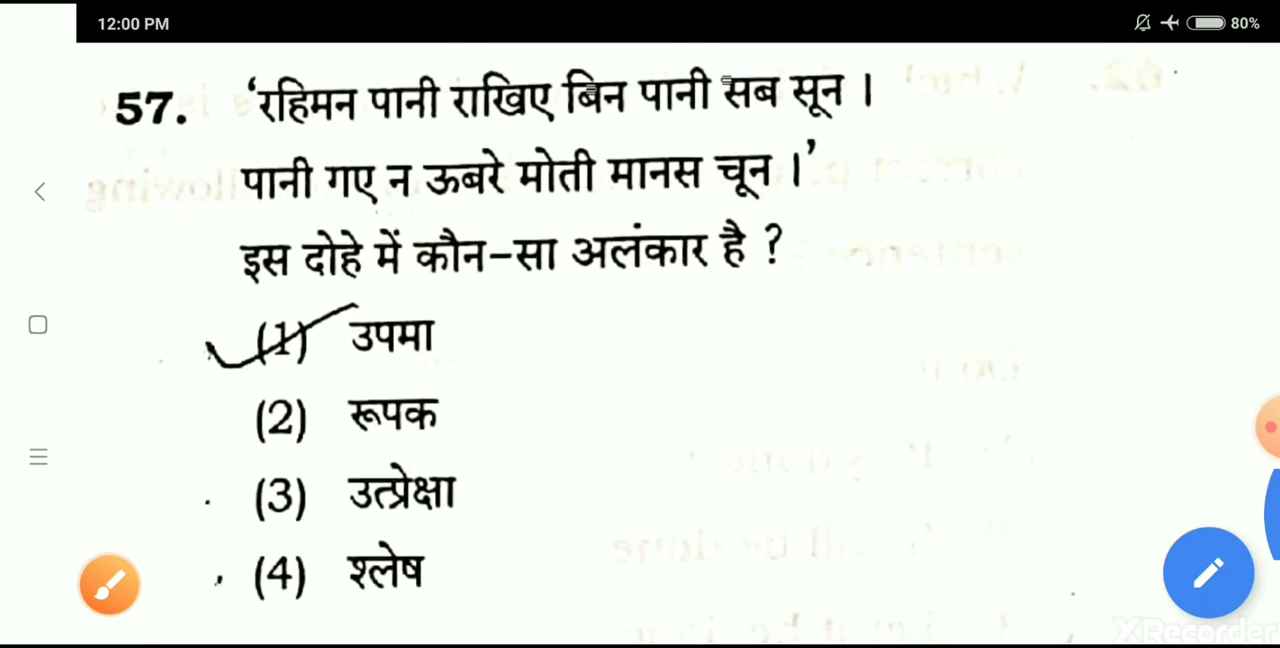 12:00 PM 80%
57. ‘रहिमन पानी राखिए बिन पानी सब सून ।
पानी गए न ऊबरे मोती मानस चून ।’
इस दोहे में कौन-सा अलंकार है ?
(1) उपमा
(2) रूपक
(3) उत्प्रेक्षा
(4) श्लेष
XRecorder